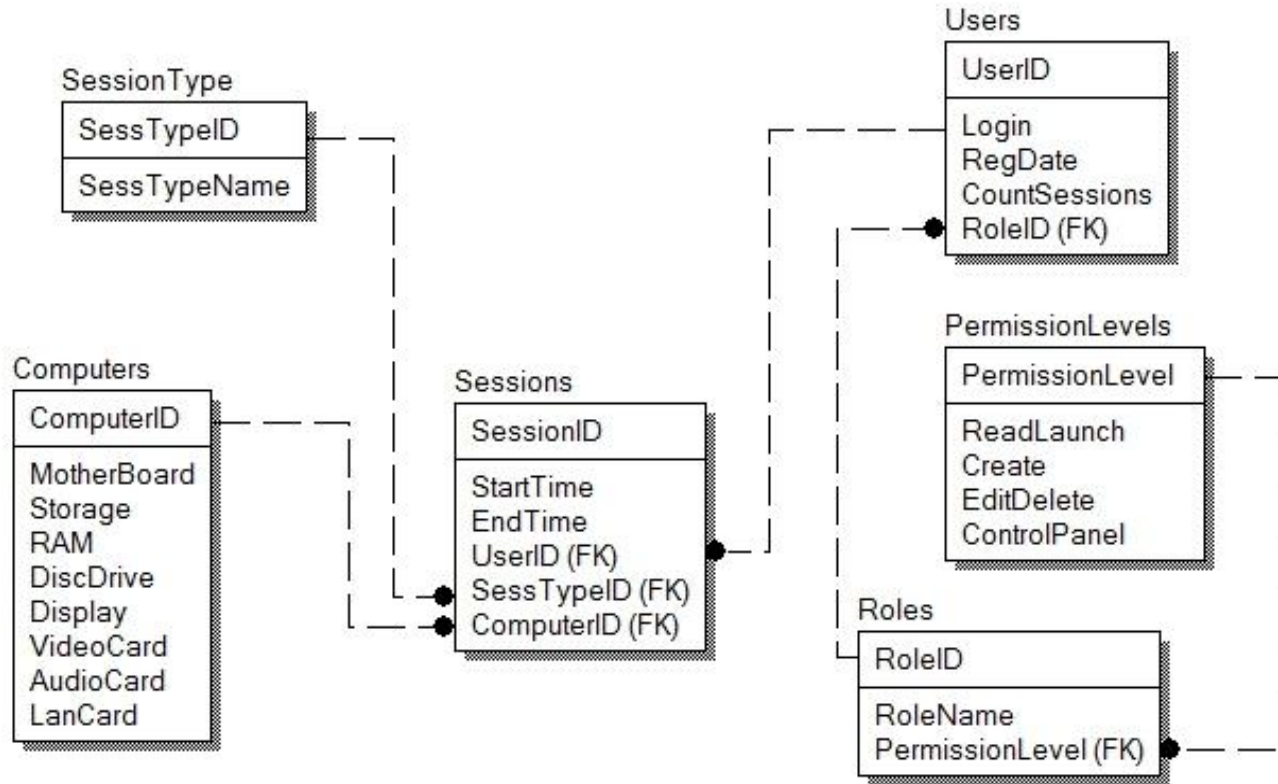 SessionType
SessTypeID
SessTypeName
Computers
ComputerID
MotherBoard
Storage
RAM
DiscDrive
Display
VideoCard
AudioCard
LanCard
Sessions
SessionID
StartTime
EndTime
UserID (FK)
SessTypeID (FK)
ComputerID (FK)
Users
UserID
Login
RegDate
CountSessions
RoleID (FK)
PermissionLevels
PermissionLevel
ReadLaunch
Create
EditDelete
ControlPanel
Roles
RoleID
RoleName
PermissionLevel (FK)